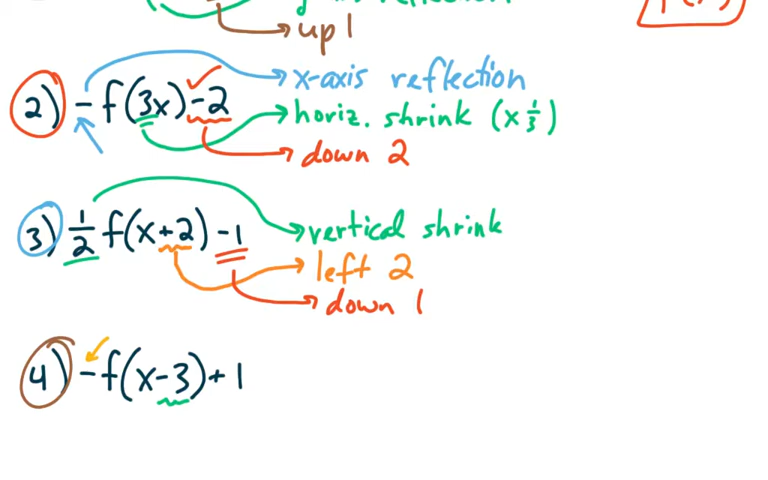 up 1
2) -f(3x) -2
x-axis reflection
horiz. shrink (x 1/3)
down 2
3) 1/2 f(x+2) -1
vertical shrink
left 2
down 1
4) -f(x-3)+1